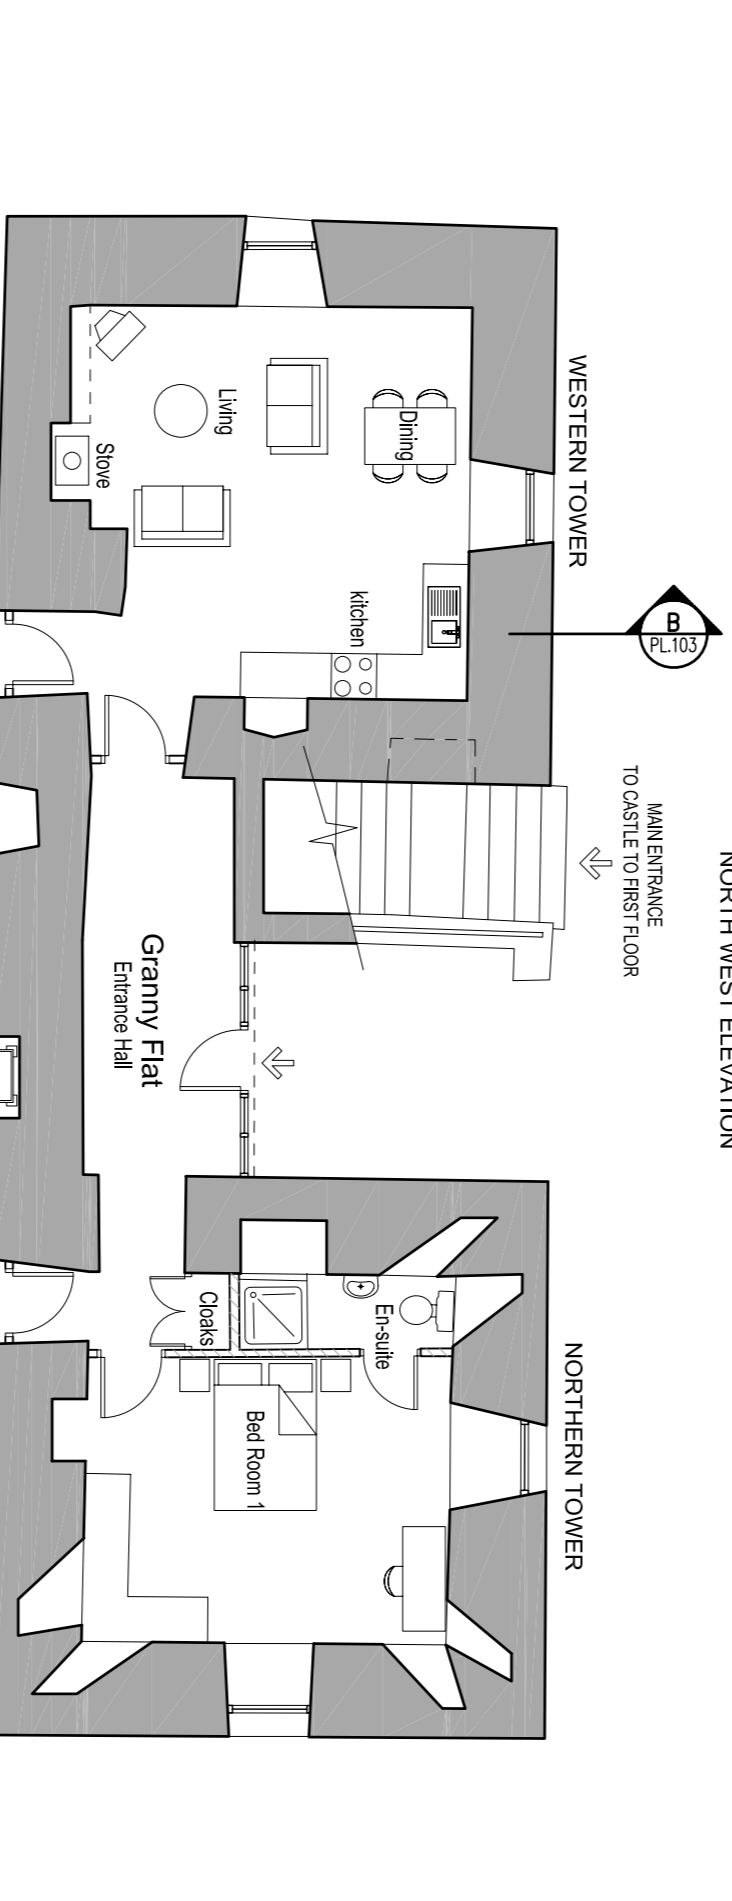 NORTH WEST ELEVATION
WESTERN TOWER
B
PL.103
MAIN ENTRANCE
TO CASTLE TO FIRST FLOOR
NORTHERN TOWER
Dining
Living
Stove
kitchen
Granny Flat
Entrance Hall
En-suite
Cloaks
Bed Room 1